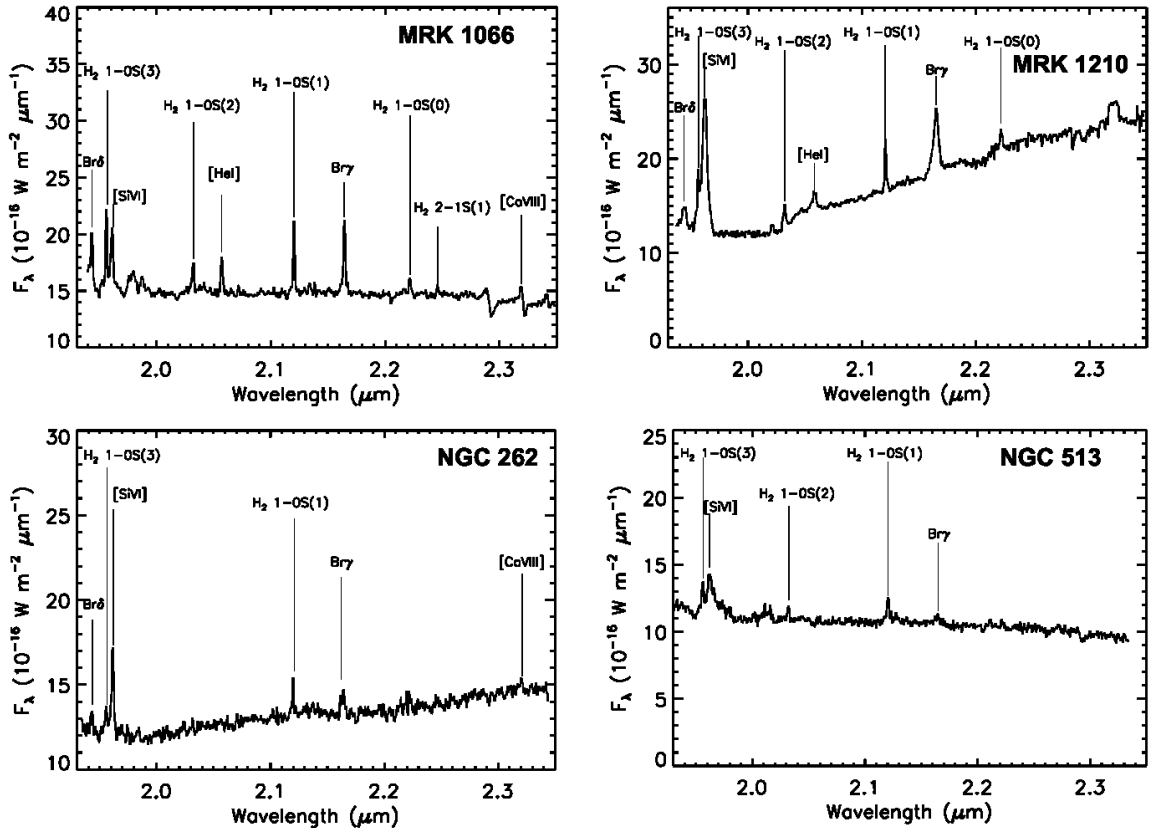 40
35
30
25
20
15
10
MRK 1066
H₂ 1-0S(3)
H₂ 1-0S(1)
H₂ 1-0S(2)
H₂ 1-0S(0)
[Brδ
[SiVI]
[HeI]
Brγ
H₂ 2-1S(1)
[CaVIII]
2.0 2.1 2.2 2.3
Wavelength (μm)
F_λ (10⁻¹⁶ W m⁻² μm⁻¹)
30
20
10
0
MRK 1210
H₂ 1-0S(3)
H₂ 1-0S(2)
H₂ 1-0S(1)
H₂ 1-0S(0)
[SiVI]
Brδ
[HeI]
Brγ
2.0 2.1 2.2 2.3
Wavelength (μm)
F_λ (10⁻¹⁶ W m⁻² μm⁻¹)
30
25
20
15
10
NGC 262
H₂ 1-0S(3)
[SiVI]
H₂ 1-0S(1)
Brδ
Brγ
[CaVIII]
2.0 2.1 2.2 2.3
Wavelength (μm)
F_λ (10⁻¹⁶ W m⁻² μm⁻¹)
25
20
15
10
5
0
NGC 513
H₂ 1-0S(3)
H₂ 1-0S(1)
H₂ 1-0S(2)
[SiVI]
Brγ
2.0 2.1 2.2 2.3
Wavelength (μm)
F_λ (10⁻¹⁶ W m⁻² μm⁻¹)